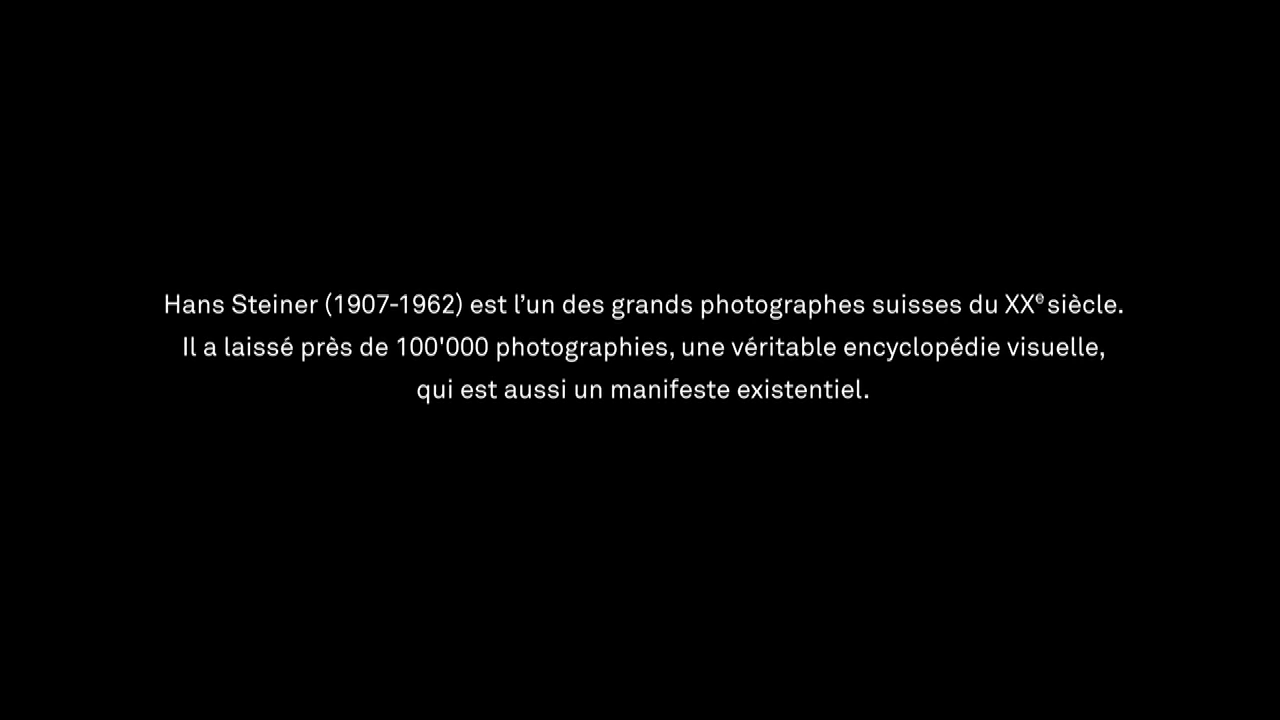 Hans Steiner (1907-1962) est l’un des grands photographes suisses du XXᵉ siècle.
Il a laissé près de 100'000 photographies, une véritable encyclopédie visuelle,
qui est aussi un manifeste existentiel.